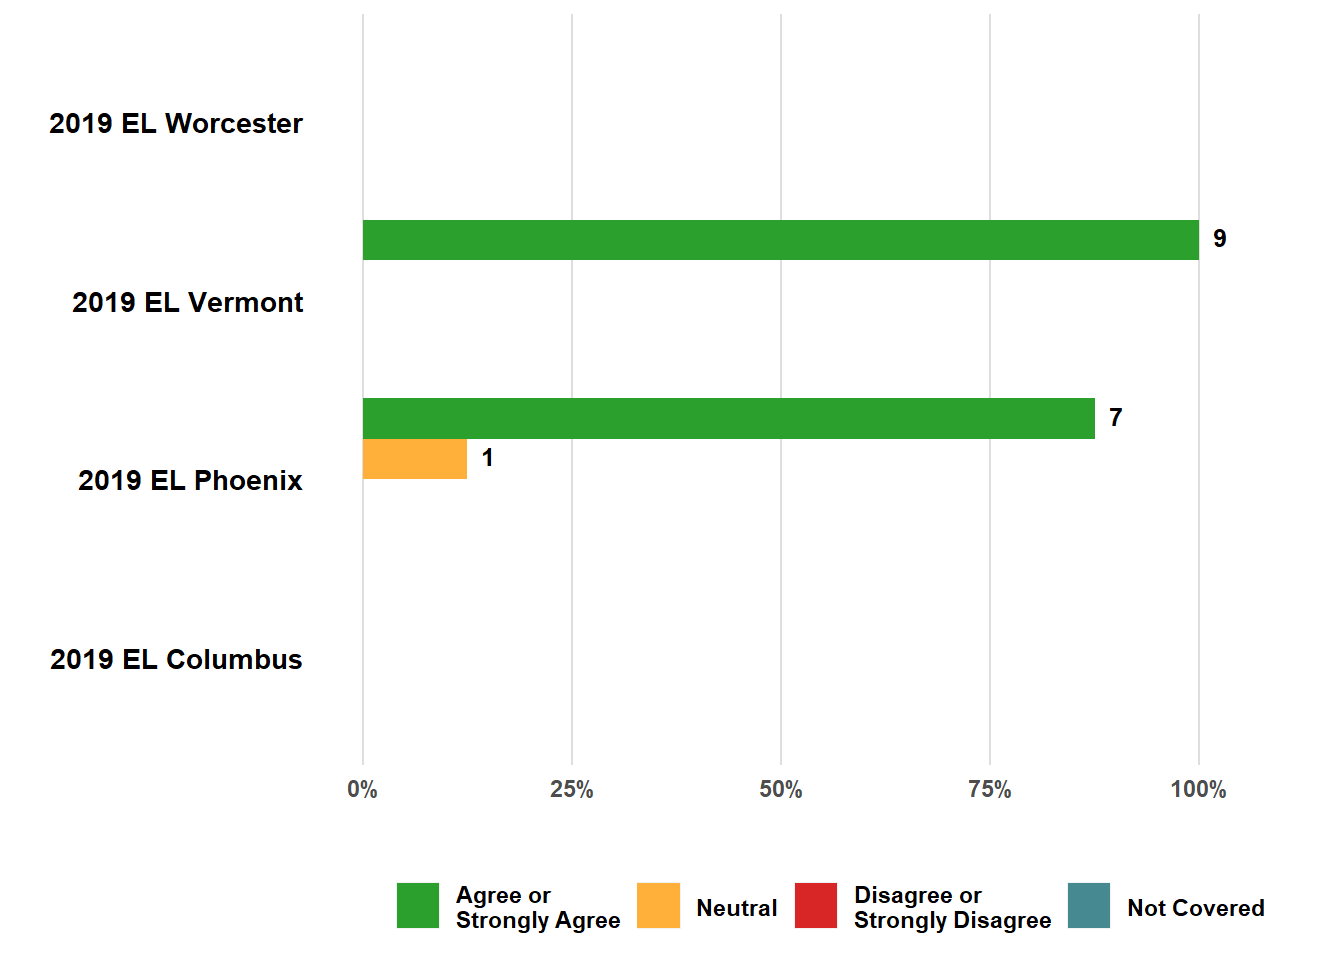 2019 EL Worcester
9
2019 EL Vermont
7
1
2019 EL Phoenix
2019 EL Columbus
0% 25% 50% 75% 100%
Agree or
Strongly Agree
Neutral
Disagree or
Strongly Disagree
Not Covered